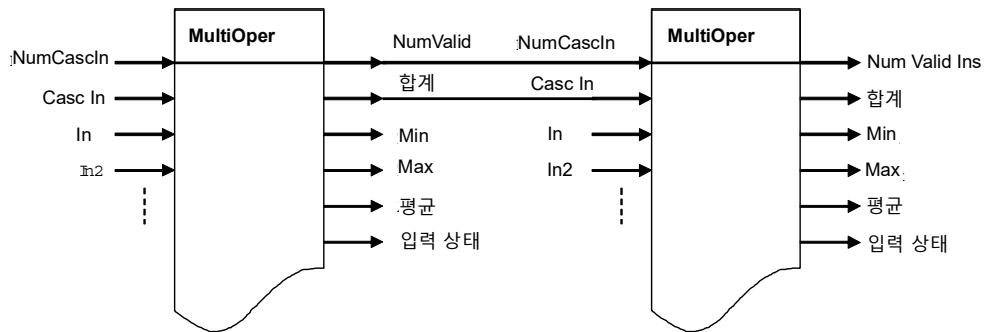 MultiOper
NumCascIn
Casc In
In
In2
NumValid
합계
Min
Max
평균
입력 상태
MultiOper
NumCascIn
Casc In
In
In2
Num Valid Ins
합계
Min
Max
평균
입력 상태